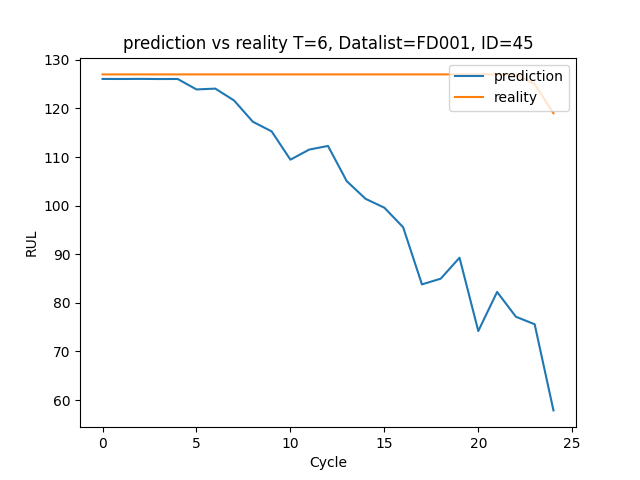 prediction vs reality T=6, Datalist=FD001, ID=45
prediction
reality
130
120
110
100
90
80
70
60
RUL
0 5 10 15 20 25
Cycle